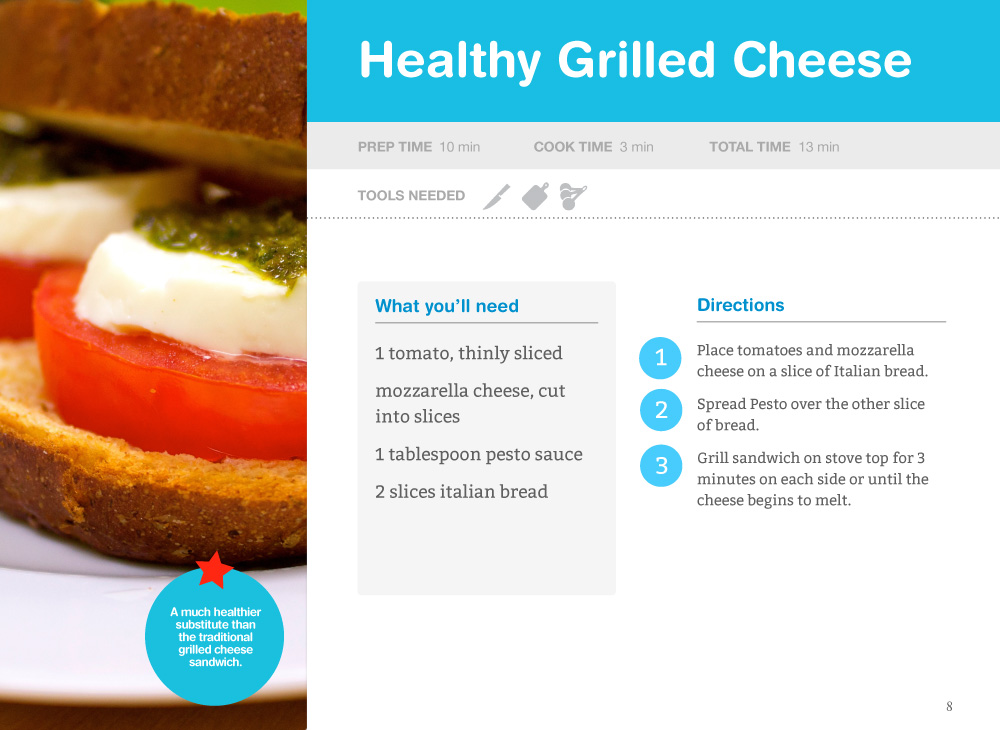 Healthy Grilled Cheese
PREP TIME 10 min COOK TIME 3 min TOTAL TIME 13 min
TOOLS NEEDED
What you'll need
1 tomato, thinly sliced
mozzarella cheese, cut
into slices
1 tablespoon pesto sauce
2 slices italian bread
Directions
1 Place tomatoes and mozzarella
cheese on a slice of Italian bread.
2 Spread Pesto over the other slice
of bread.
3 Grill sandwich on stove top for 3
minutes on each side or until the
cheese begins to melt.
A much healthier
substitute than
the traditional
grilled cheese
sandwich.
8